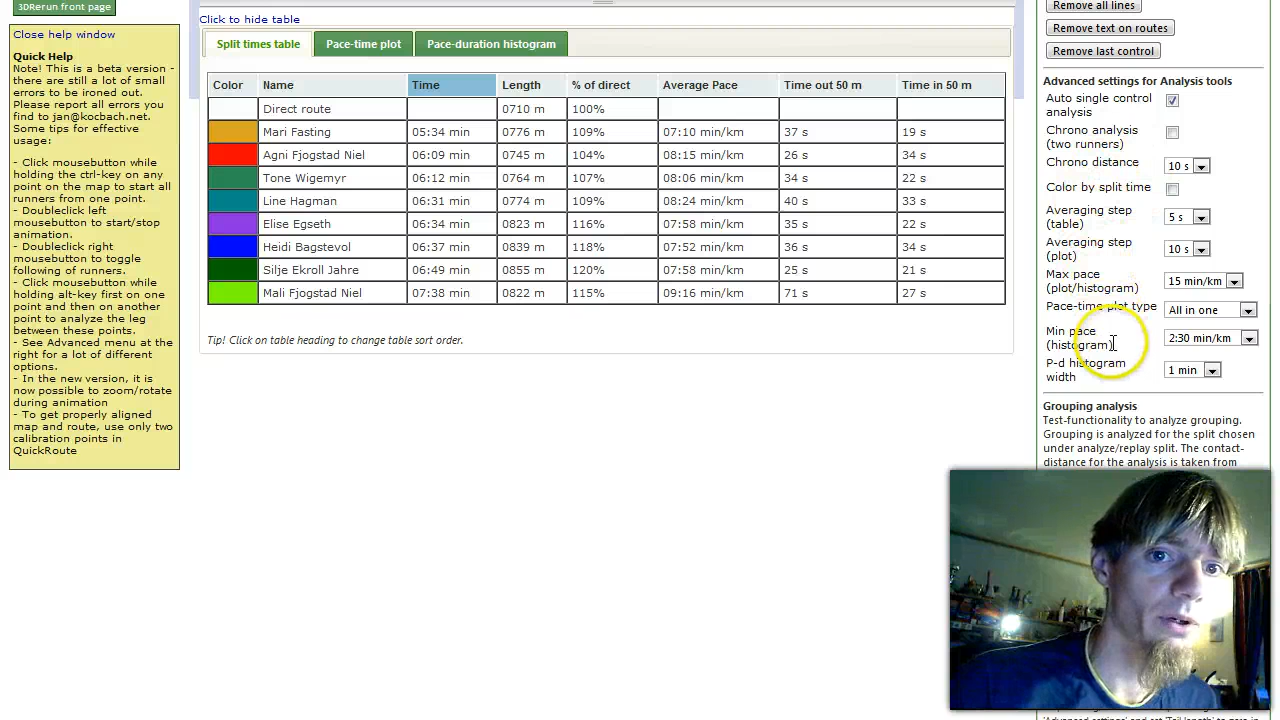 3DRerun front page
Close help window
Quick Help
Note! This is a beta version -
there are still a lot of small
errors to be ironed out.
Please report all errors you
find to jan@kocbach.net.
Some tips for effective
usage:
- Click mousebutton while
holding the ctrl-key on any
point on the map to start all
runners from one point.
- Doubleclick left
mousebutton to start/stop
animation.
- Doubleclick right
mousebutton to toggle
following of runners.
- Click mousebutton while
holding alt-key first on one
point and then on another
point to analyze the leg
between these points.
- See Advanced menu at the
right for a lot of different
options.
- In the new version, it is
now possible to zoom/rotate
during animation
- To get properly aligned
map and route, use only two
calibration points in
QuickRoute
Click to hide table
Split times table Pace-time plot Pace-duration histogram
Color Name Time Length % of direct Average Pace Time out 50 m Time in 50 m
Direct route 0710 m 100%
Mari Fasting 05:34 min 0776 m 109% 07:10 min/km 37 s 19 s
Agni Fjogstad Niel 06:09 min 0745 m 104% 08:15 min/km 26 s 34 s
Tone Wigemyr 06:12 min 0764 m 107% 08:06 min/km 34 s 22 s
Line Hagman 06:31 min 0774 m 109% 08:24 min/km 40 s 33 s
Elise Egseth 06:34 min 0823 m 116% 07:58 min/km 35 s 22 s
Heidi Bagstevol 06:37 min 0839 m 118% 07:52 min/km 36 s 34 s
Silje Ekroll Jahre 06:49 min 0855 m 120% 07:58 min/km 25 s 21 s
Mali Fjogstad Niel 07:38 min 0822 m 115% 09:16 min/km 71 s 27 s
Tip! Click on table heading to change table sort order.
Remove all lines
Remove text on routes
Remove last control
Advanced settings for Analysis tools
Auto single control
analysis
Chrono analysis
(two runners)
Chrono distance 10 s
Color by split time
Averaging step
(table) 5 s
Averaging step
(plot) 10 s
Max pace
(plot/histogram) 15 min/km
Pace-time-plot type All in one
Min pace
(histogram) 2:30 min/km
P-d histogram
width 1 min
Grouping analysis
Test-functionality to analyze grouping.
Grouping is analyzed for the split chosen
under analyze/replay split. The contact-
distance for the analysis is taken from